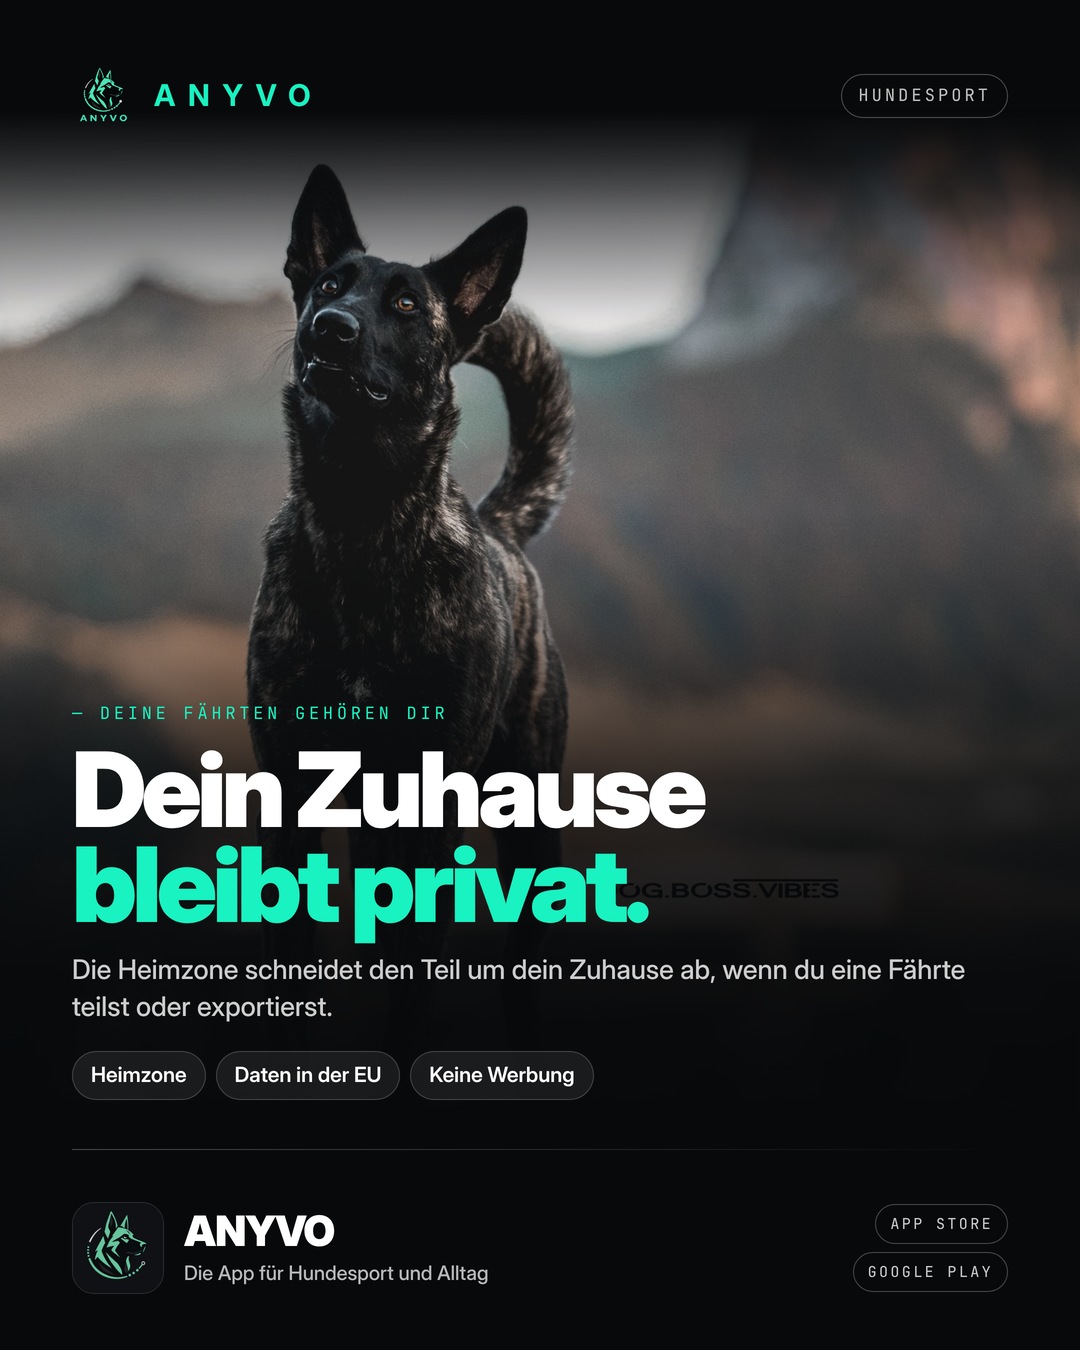 ANYVO
ANYVO
HUNDESPORT
— DEINE FÄHRTEN GEHÖREN DIR
Dein Zuhause
bleibt privat.
OG.BOSS.VIBES
Die Heimzone schneidet den Teil um dein Zuhause ab, wenn du eine Fährte
teilst oder exportierst.
Heimzone
Daten in der EU
Keine Werbung
ANYVO
Die App für Hundesport und Alltag
APP STORE
GOOGLE PLAY